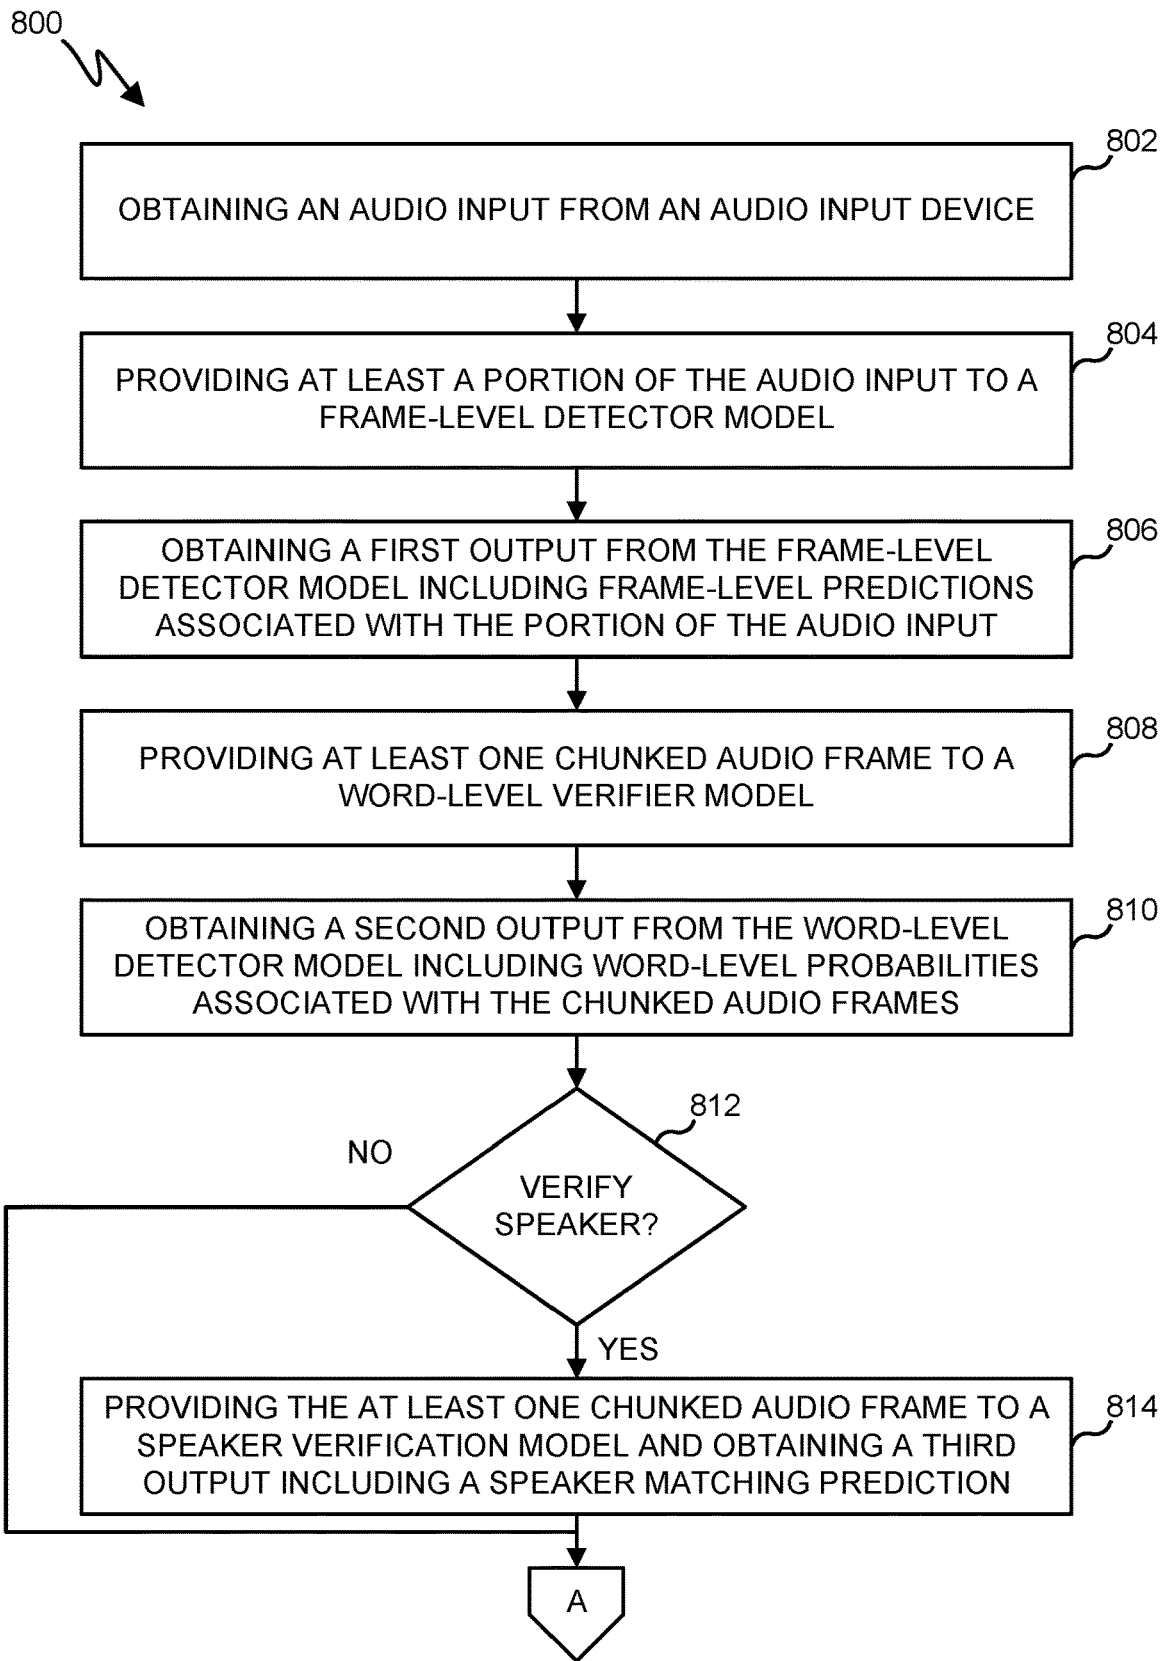 800
802
OBTAINING AN AUDIO INPUT FROM AN AUDIO INPUT DEVICE
804
PROVIDING AT LEAST A PORTION OF THE AUDIO INPUT TO A
FRAME-LEVEL DETECTOR MODEL
806
OBTAINING A FIRST OUTPUT FROM THE FRAME-LEVEL
DETECTOR MODEL INCLUDING FRAME-LEVEL PREDICTIONS
ASSOCIATED WITH THE PORTION OF THE AUDIO INPUT
808
PROVIDING AT LEAST ONE CHUNKED AUDIO FRAME TO A
WORD-LEVEL VERIFIER MODEL
810
OBTAINING A SECOND OUTPUT FROM THE WORD-LEVEL
DETECTOR MODEL INCLUDING WORD-LEVEL PROBABILITIES
ASSOCIATED WITH THE CHUNKED AUDIO FRAMES
812
NO
VERIFY
SPEAKER?
YES
814
PROVIDING THE AT LEAST ONE CHUNKED AUDIO FRAME TO A
SPEAKER VERIFICATION MODEL AND OBTAINING A THIRD
OUTPUT INCLUDING A SPEAKER MATCHING PREDICTION
A